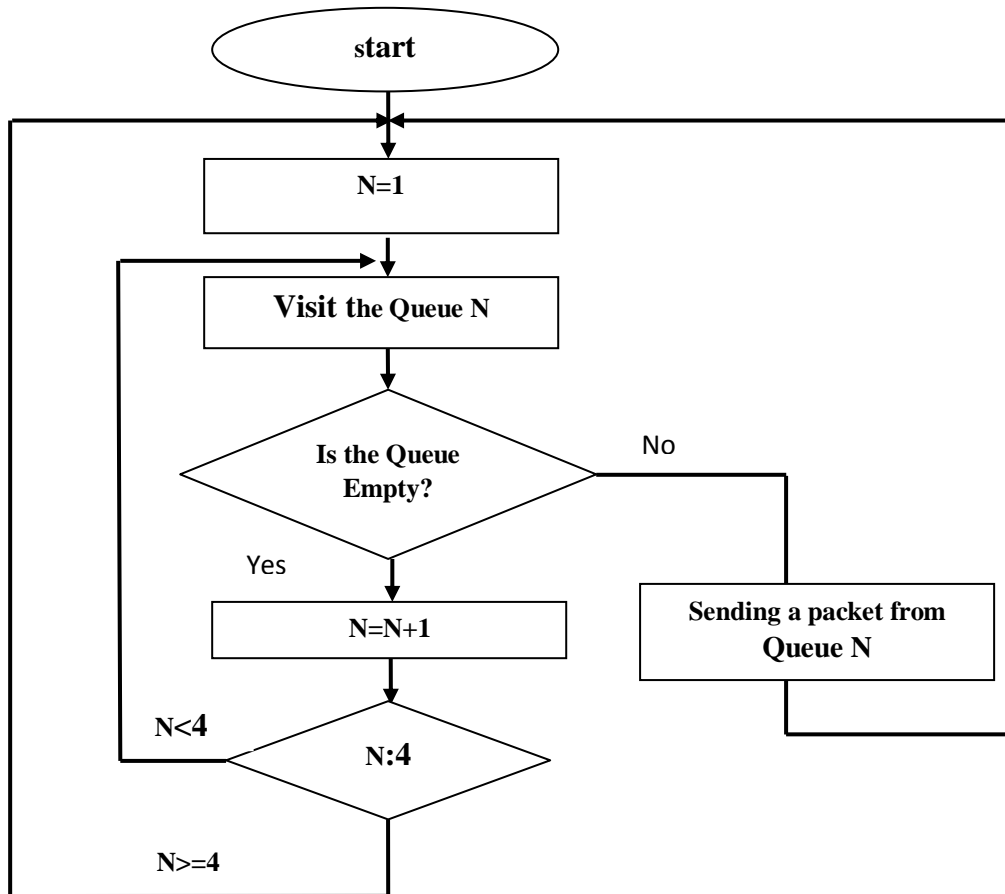 start
N=1
Visit the Queue N
Is the Queue
Empty?
No
Yes
N=N+1
Sending a packet from
Queue N
N<4
N:4
N>=4